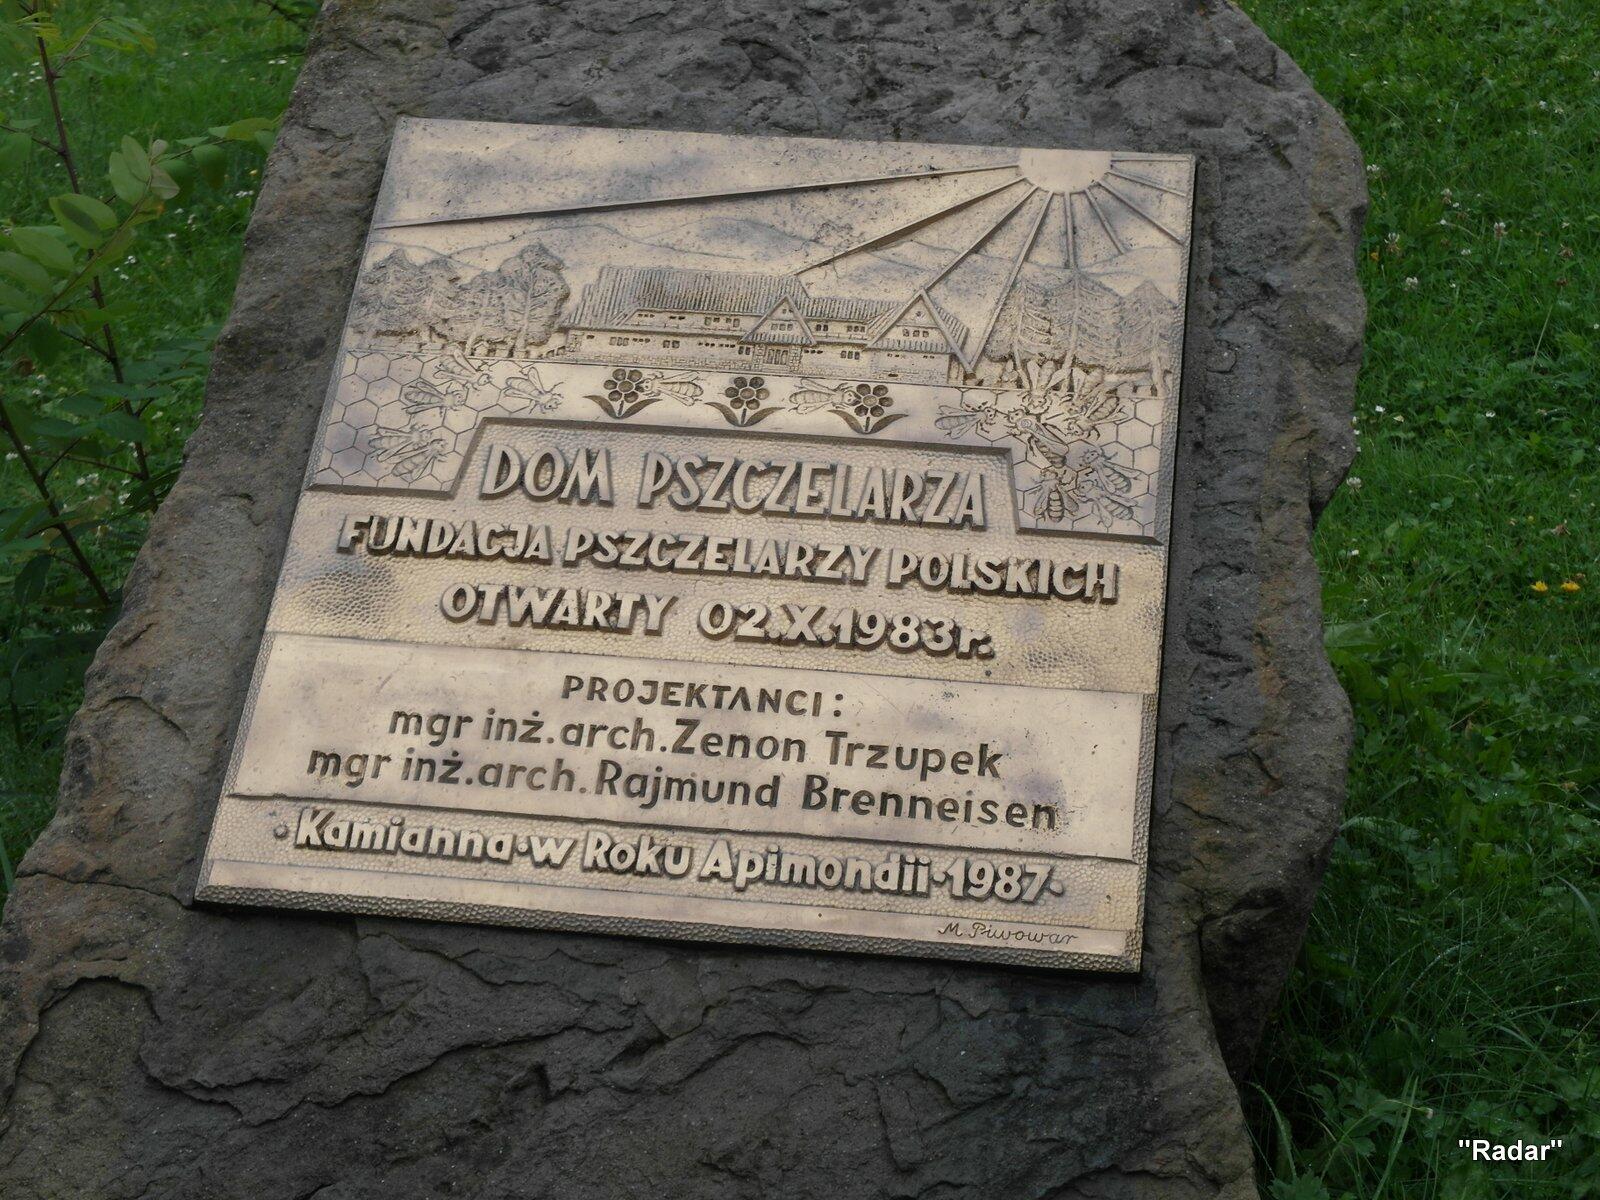 DOM PSZCZELARZA
FUNDACJA PSZCZELARZY POLSKICH
OTWARTY 02.X.1983r.
PROJEKTANCI:
mgr inż.arch.Zenon Trzupek
mgr inż.arch.Rajmund Brenneisen
·Kamianna·w Roku Apimondii·1987·
M. Piwowar
"Radar"